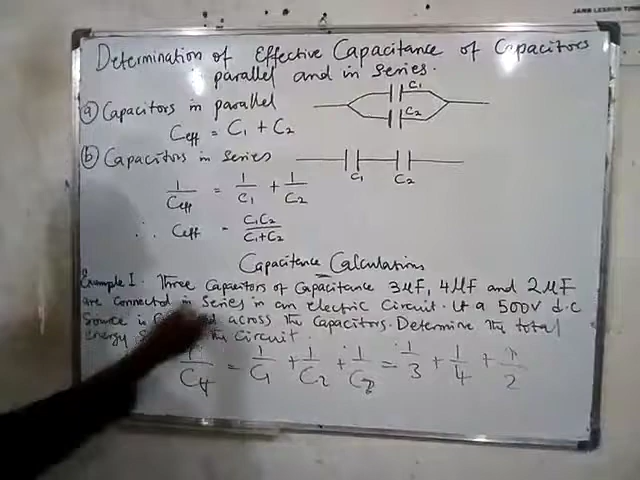 JAMB LESSON
Determination of Effective Capacitance of Capacitors
in parallel and in series.
(a) Capacitors in parallel
C1
C2
Ceff = C1 + C2
(b) Capacitors in series
C1 C2
1/Ceff = 1/C1 + 1/C2
∴ Ceff = C1C2/C1+C2
Capacitance Calculations
Example 1. Three Capacitors of Capacitance 3μF, 4μF and 2μF
are connected in series in an electric circuit. If a 500V d.c
Source is across the Capacitors. Determine the total
energy the circuit.
= 1/C1 + 1/C2 + 1/C3 = 1/3 + 1/4 + 1/2